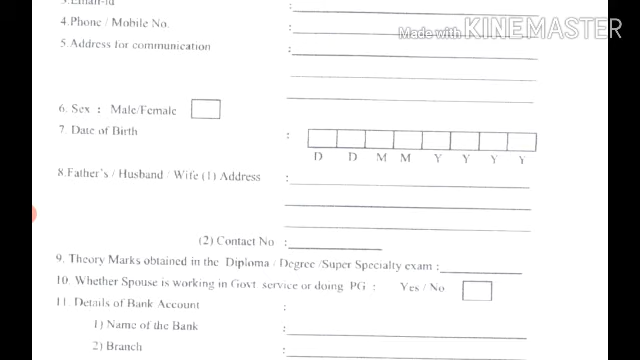 3.Email-id :
4.Phone / Mobile No. :
Made with KINEMASTER
5.Address for communication :
6. Sex : Male/Female
7. Date of Birth :
D D M M Y Y Y Y
8.Father's / Husband / Wife (1) Address :
(2) Contact No :
9. Theory Marks obtained in the Diploma / Degree /Super Specialty exam :
10. Whether Spouse is working in Govt service or doing PG : Yes / No
11. Details of Bank Account :
1) Name of the Bank :
2) Branch :